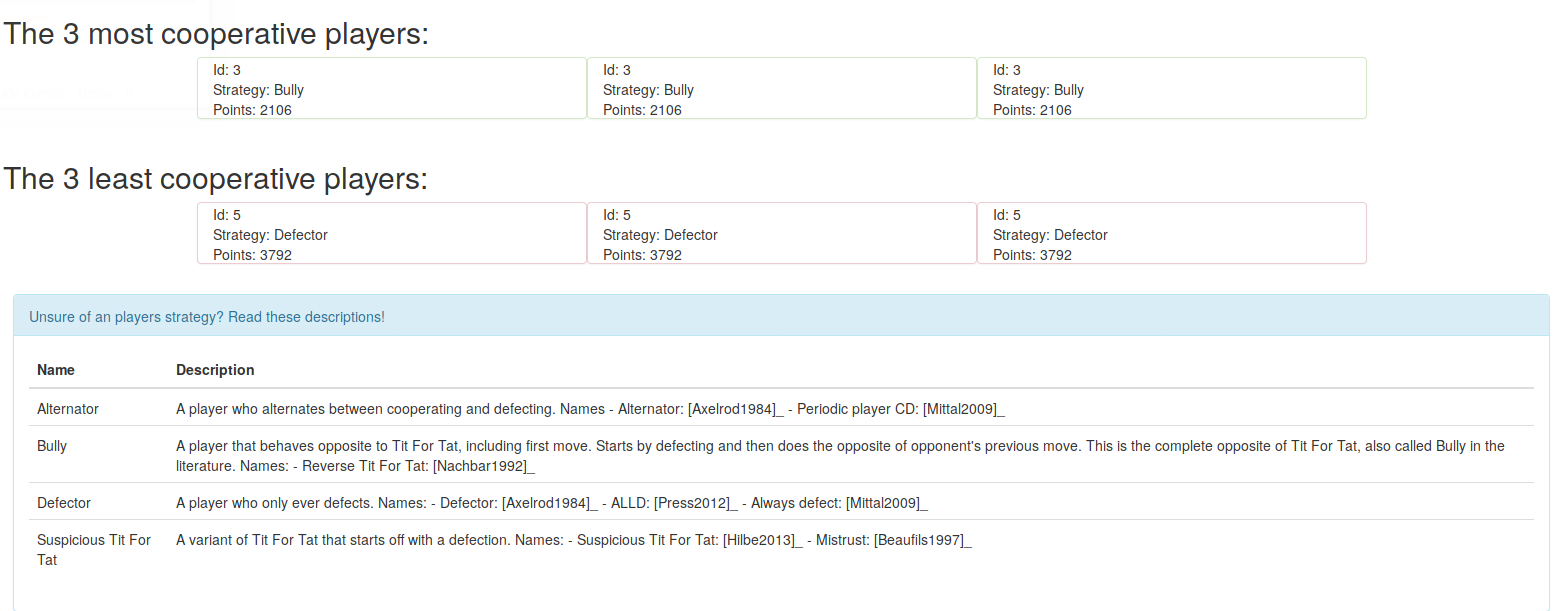 The 3 most cooperative players:
Id: 3 Id: 3 Id: 3
Strategy: Bully Strategy: Bully Strategy: Bully
Points: 2106 Points: 2106 Points: 2106
The 3 least cooperative players:
Id: 5 Id: 5 Id: 5
Strategy: Defector Strategy: Defector Strategy: Defector
Points: 3792 Points: 3792 Points: 3792
Unsure of an players strategy? Read these descriptions!
Name Description
Alternator A player who alternates between cooperating and defecting. Names - Alternator: [Axelrod1984]_ - Periodic player CD: [Mittal2009]_
Bully A player that behaves opposite to Tit For Tat, including first move. Starts by defecting and then does the opposite of opponent's previous move. This is the complete opposite of Tit For Tat, also called Bully in the
literature. Names: - Reverse Tit For Tat: [Nachbar1992]_
Defector A player who only ever defects. Names: - Defector: [Axelrod1984]_ - ALLD: [Press2012]_ - Always defect: [Mittal2009]_
Suspicious Tit For A variant of Tit For Tat that starts off with a defection. Names: - Suspicious Tit For Tat: [Hilbe2013]_ - Mistrust: [Beaufils1997]_
Tat